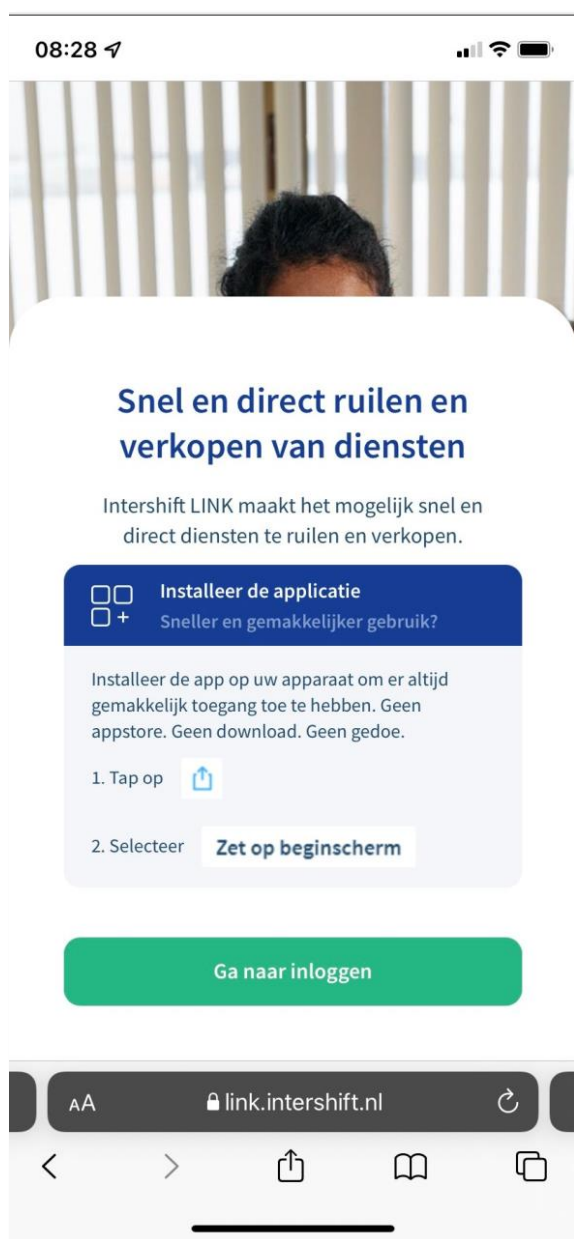 08:28
Snel en direct ruilen en
verkopen van diensten
Intershift LINK maakt het mogelijk snel en
direct diensten te ruilen en verkopen.
Installeer de applicatie
Sneller en gemakkelijker gebruik?
Installeer de app op uw apparaat om er altijd
gemakkelijk toegang toe te hebben. Geen
appstore. Geen download. Geen gedoe.
1. Tap op
2. Selecteer Zet op beginscherm
Ga naar inloggen
AA link.intershift.nl